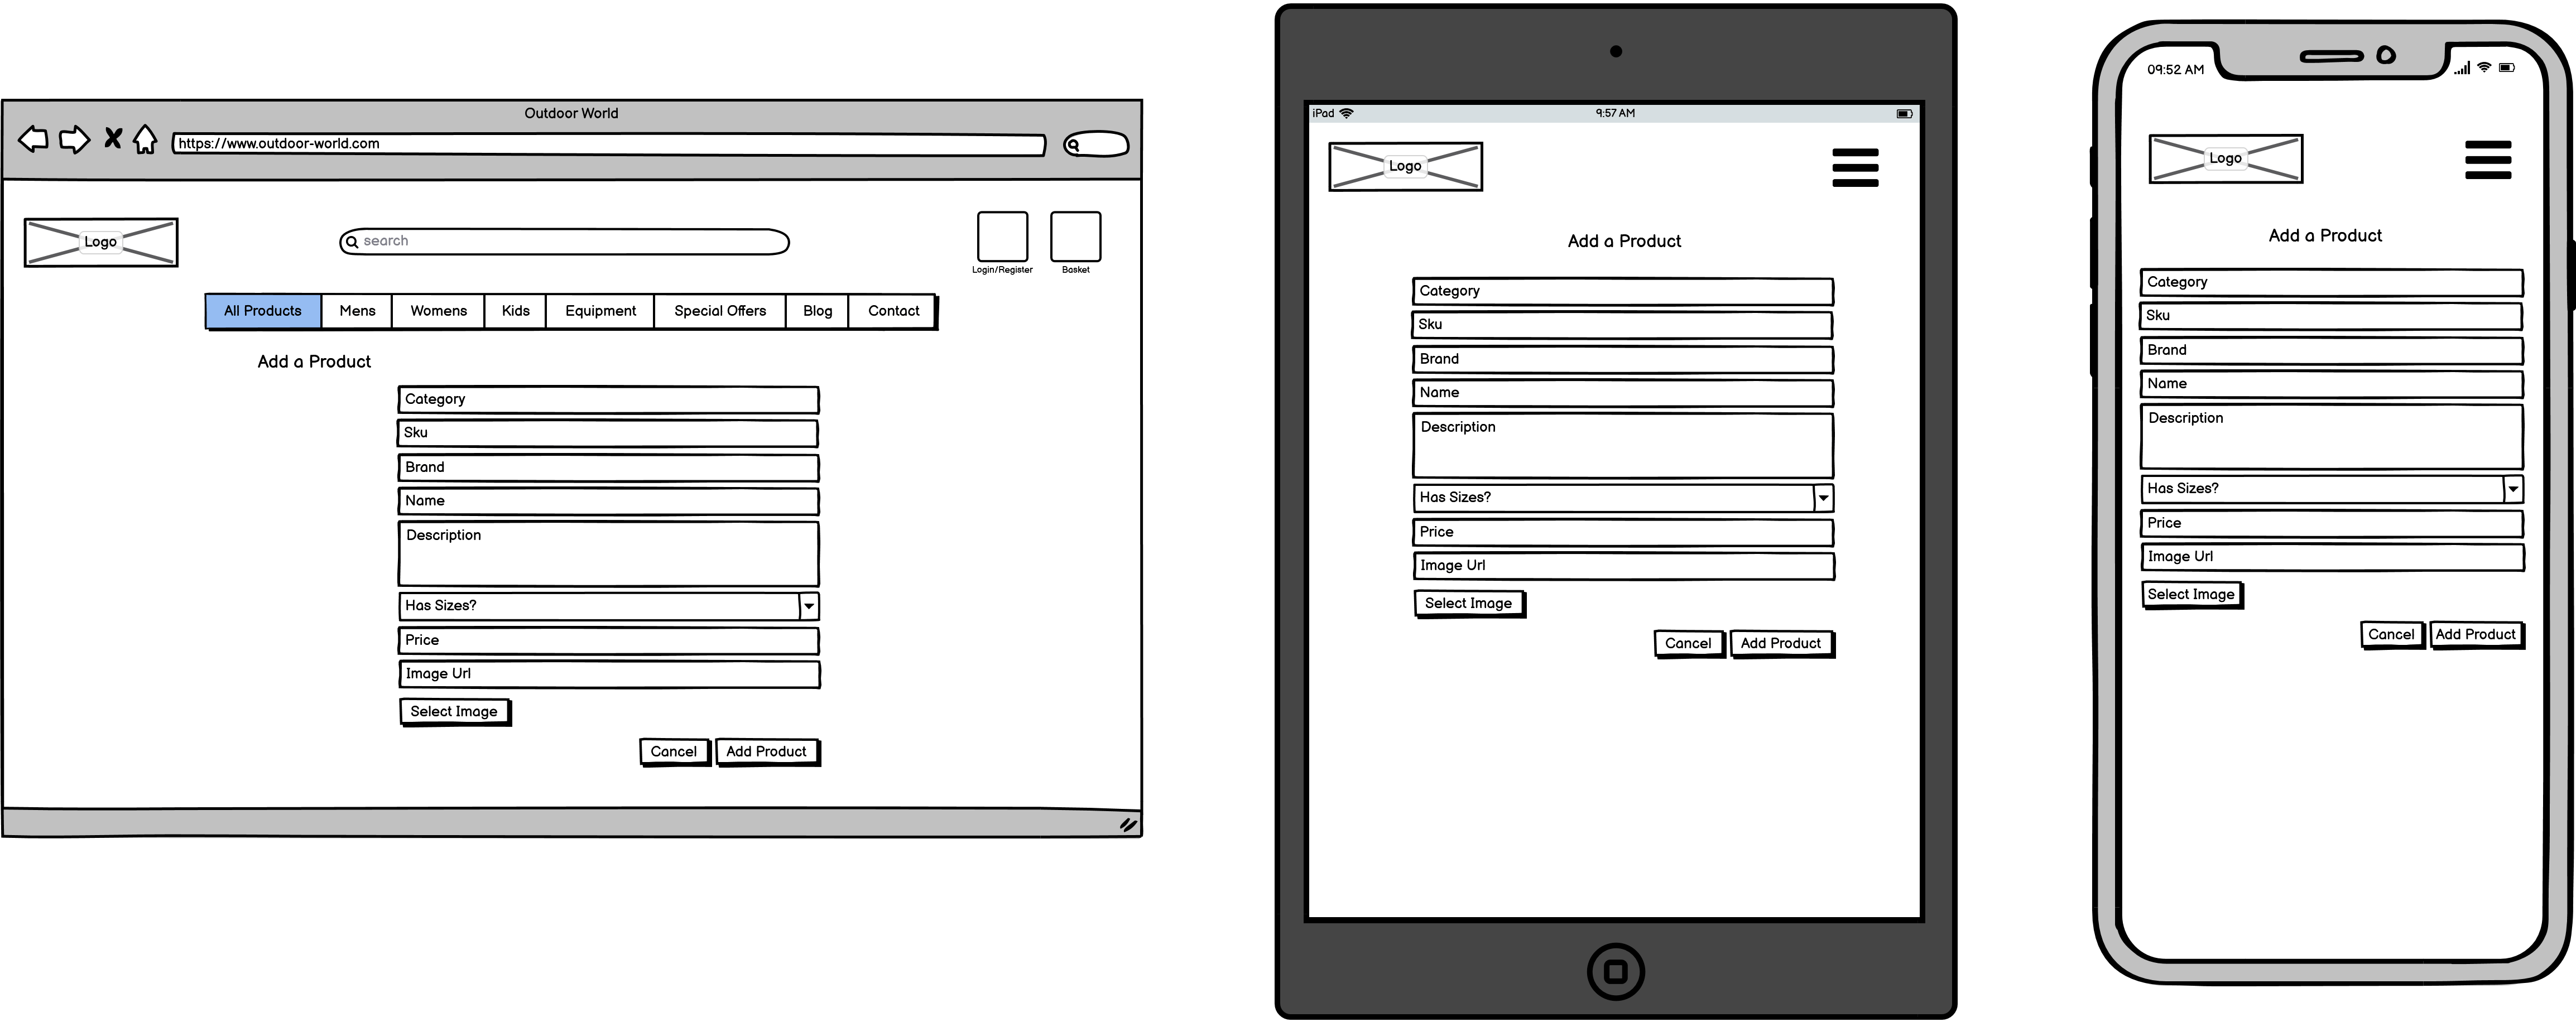 Outdoor World
https://www.outdoor-world.com
Logo
search
Login/Register
Basket
All Products Mens Womens Kids Equipment Special Offers Blog Contact
Add a Product
Category
Sku
Brand
Name
Description
Has Sizes?
Price
Image Url
Select Image
Cancel Add Product
iPad 9:57 AM
Logo
Add a Product
Category
Sku
Brand
Name
Description
Has Sizes?
Price
Image Url
Select Image
Cancel Add Product
09:52 AM
Logo
Add a Product
Category
Sku
Brand
Name
Description
Has Sizes?
Price
Image Url
Select Image
Cancel Add Product